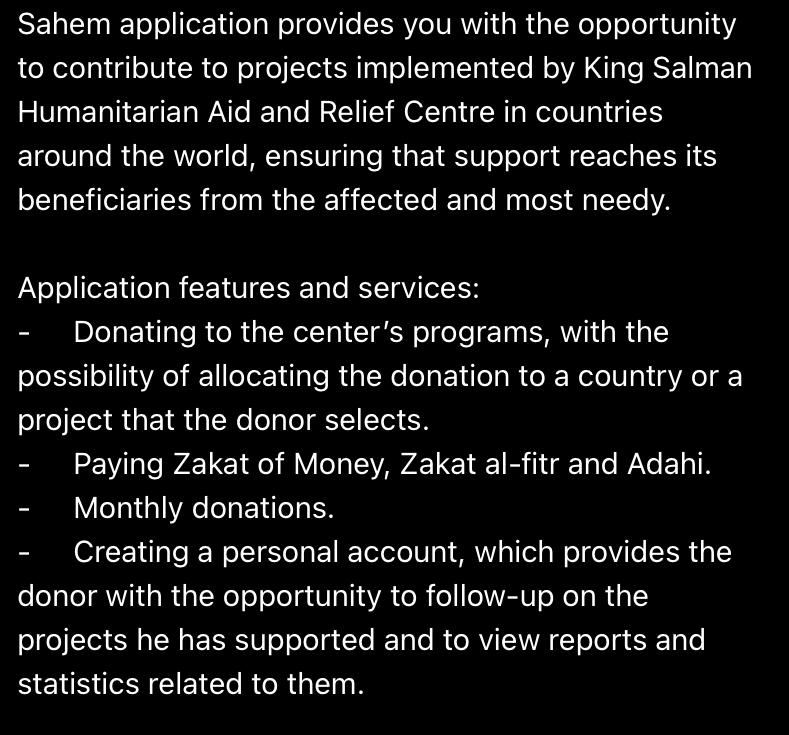 Sahem application provides you with the opportunity
to contribute to projects implemented by King Salman
Humanitarian Aid and Relief Centre in countries
around the world, ensuring that support reaches its
beneficiaries from the affected and most needy.
Application features and services:
-	Donating to the center’s programs, with the
possibility of allocating the donation to a country or a
project that the donor selects.
-	Paying Zakat of Money, Zakat al-fitr and Adahi.
-	Monthly donations.
-	Creating a personal account, which provides the
donor with the opportunity to follow-up on the
projects he has supported and to view reports and
statistics related to them.